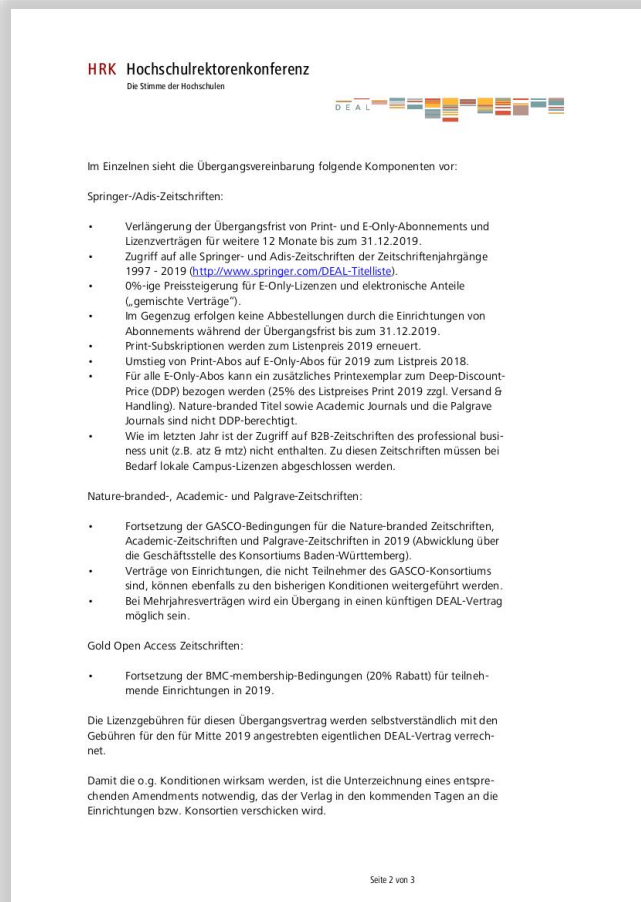 HRK Hochschulrektorenkonferenz
Die Stimme der Hochschulen
DEAL
Im Einzelnen sieht die Übergangsvereinbarung folgende Komponenten vor:
Springer-/Adis-Zeitschriften:
• Verlängerung der Übergangsfrist von Print- und E-Only-Abonnements und
Lizenzverträgen für weitere 12 Monate bis zum 31.12.2019.
• Zugriff auf alle Springer- und Adis-Zeitschriften der Zeitschriftenjahrgänge
1997 - 2019 (http://www.springer.com/DEAL-Titelliste).
• 0%-ige Preissteigerung für E-Only-Lizenzen und elektronische Anteile
(„gemischte Verträge“).
• Im Gegenzug erfolgen keine Abbestellungen durch die Einrichtungen von
Abonnements während der Übergangsfrist bis zum 31.12.2019.
• Print-Subskriptionen werden zum Listenpreis 2019 erneuert.
• Umstieg von Print-Abos auf E-Only-Abos für 2019 zum Listpreis 2018.
• Für alle E-Only-Abos kann ein zusätzliches Printexemplar zum Deep-Discount-
Price (DDP) bezogen werden (25% des Listpreises Print 2019 zzgl. Versand &
Handling). Nature-branded Titel sowie Academic Journals und die Palgrave
Journals sind nicht DDP-berechtigt.
• Wie im letzten Jahr ist der Zugriff auf B2B-Zeitschriften des professional busi-
ness unit (z.B. atz & mtz) nicht enthalten. Zu diesen Zeitschriften müssen bei
Bedarf lokale Campus-Lizenzen abgeschlossen werden.
Nature-branded-, Academic- und Palgrave-Zeitschriften:
• Fortsetzung der GASCO-Bedingungen für die Nature-branded Zeitschriften,
Academic-Zeitschriften und Palgrave-Zeitschriften in 2019 (Abwicklung über
die Geschäftsstelle des Konsortiums Baden-Württemberg).
• Verträge von Einrichtungen, die nicht Teilnehmer des GASCO-Konsortiums
sind, können ebenfalls zu den bisherigen Konditionen weitergeführt werden.
• Bei Mehrjahresverträgen wird ein Übergang in einen künftigen DEAL-Vertrag
möglich sein.
Gold Open Access Zeitschriften:
• Fortsetzung der BMC-membership-Bedingungen (20% Rabatt) für teilneh-
mende Einrichtungen in 2019.
Die Lizenzgebühren für diesen Übergangsvertrag werden selbstverständlich mit den
Gebühren für den für Mitte 2019 angestrebten eigentlichen DEAL-Vertrag verrech-
net.
Damit die o.g. Konditionen wirksam werden, ist die Unterzeichnung eines entspre-
chenden Amendments notwendig, das der Verlag in den kommenden Tagen an die
Einrichtungen bzw. Konsortien verschicken wird.
Seite 2 von 3